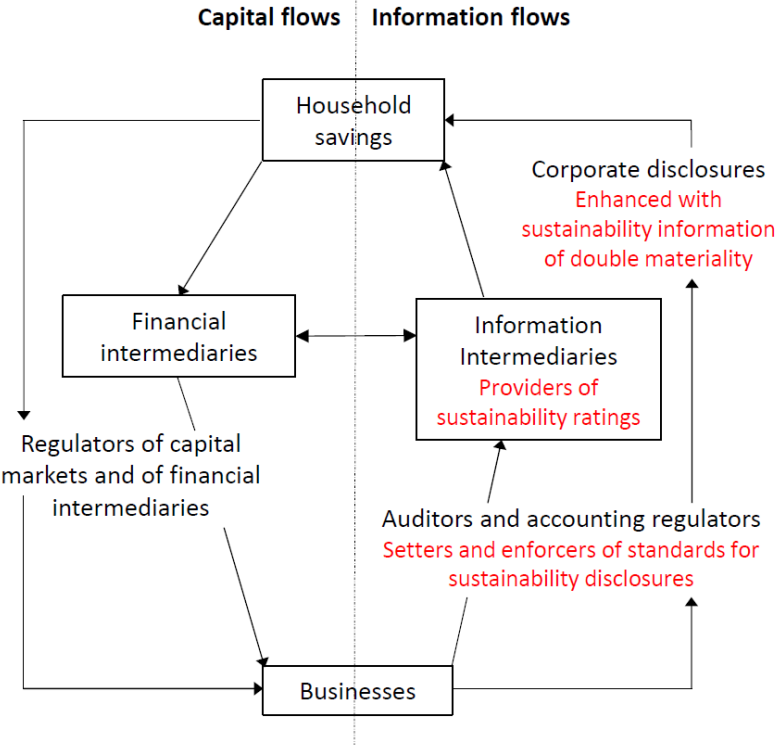 Capital flows
Information flows
Household
savings
Corporate disclosures
Enhanced with
sustainability information
of double materiality
Financial
intermediaries
Information
Intermediaries
Providers of
sustainability ratings
Regulators of capital
markets and of financial
intermediaries
Auditors and accounting regulators
Setters and enforcers of standards for
sustainability disclosures
Businesses